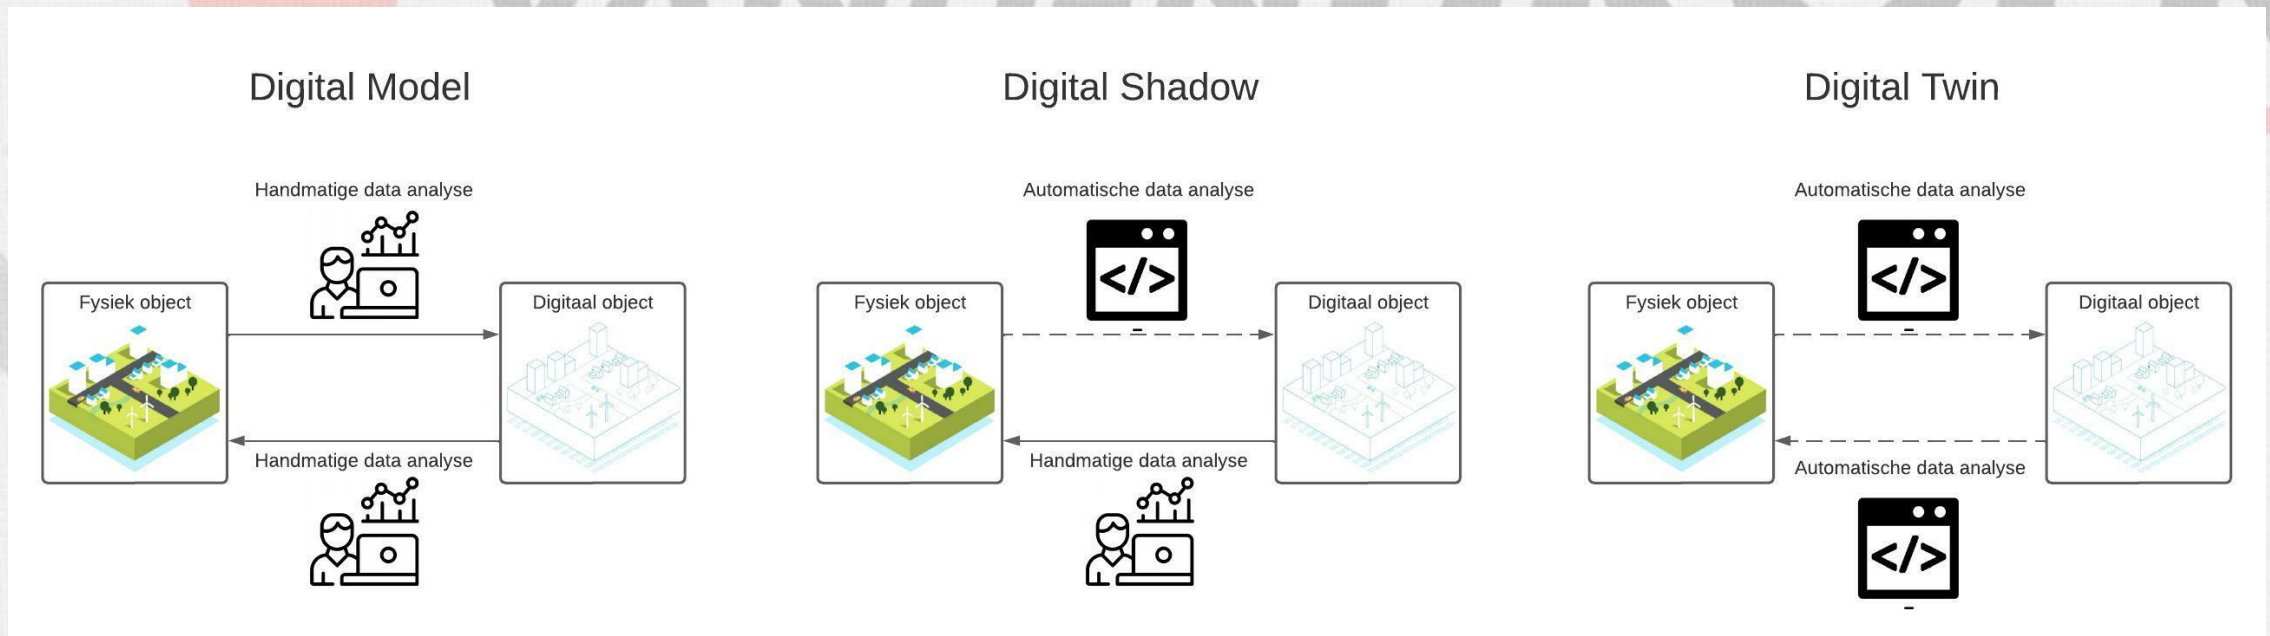 Digital Model
Handmatige data analyse
Fysiek object
Digitaal object
Handmatige data analyse
Digital Shadow
Automatische data analyse
</>
Fysiek object
Digitaal object
Handmatige data analyse
Digital Twin
Automatische data analyse
</>
Fysiek object
Digitaal object
Automatische data analyse
</>